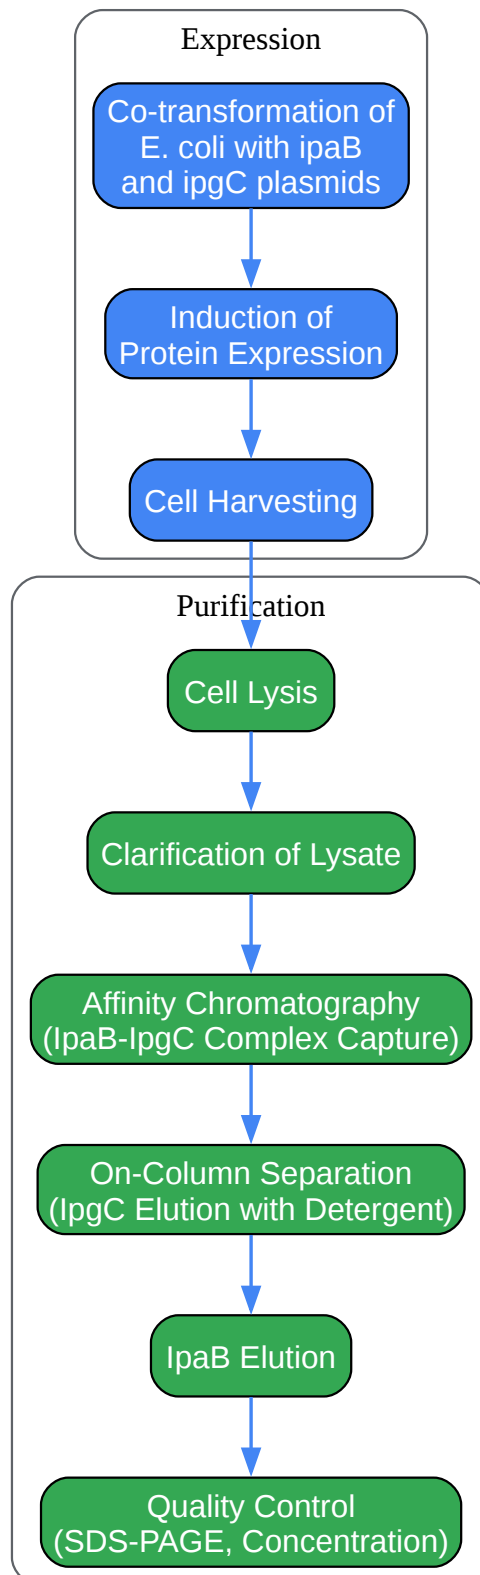 Expression
Co-transformation of
E. coli with ipaB
and ipgC plasmids
Induction of
Protein Expression
Cell Harvesting
Purification
Cell Lysis
Clarification of Lysate
Affinity Chromatography
(IpaB-IpgC Complex Capture)
On-Column Separation
(IpgC Elution with Detergent)
IpaB Elution
Quality Control
(SDS-PAGE, Concentration)